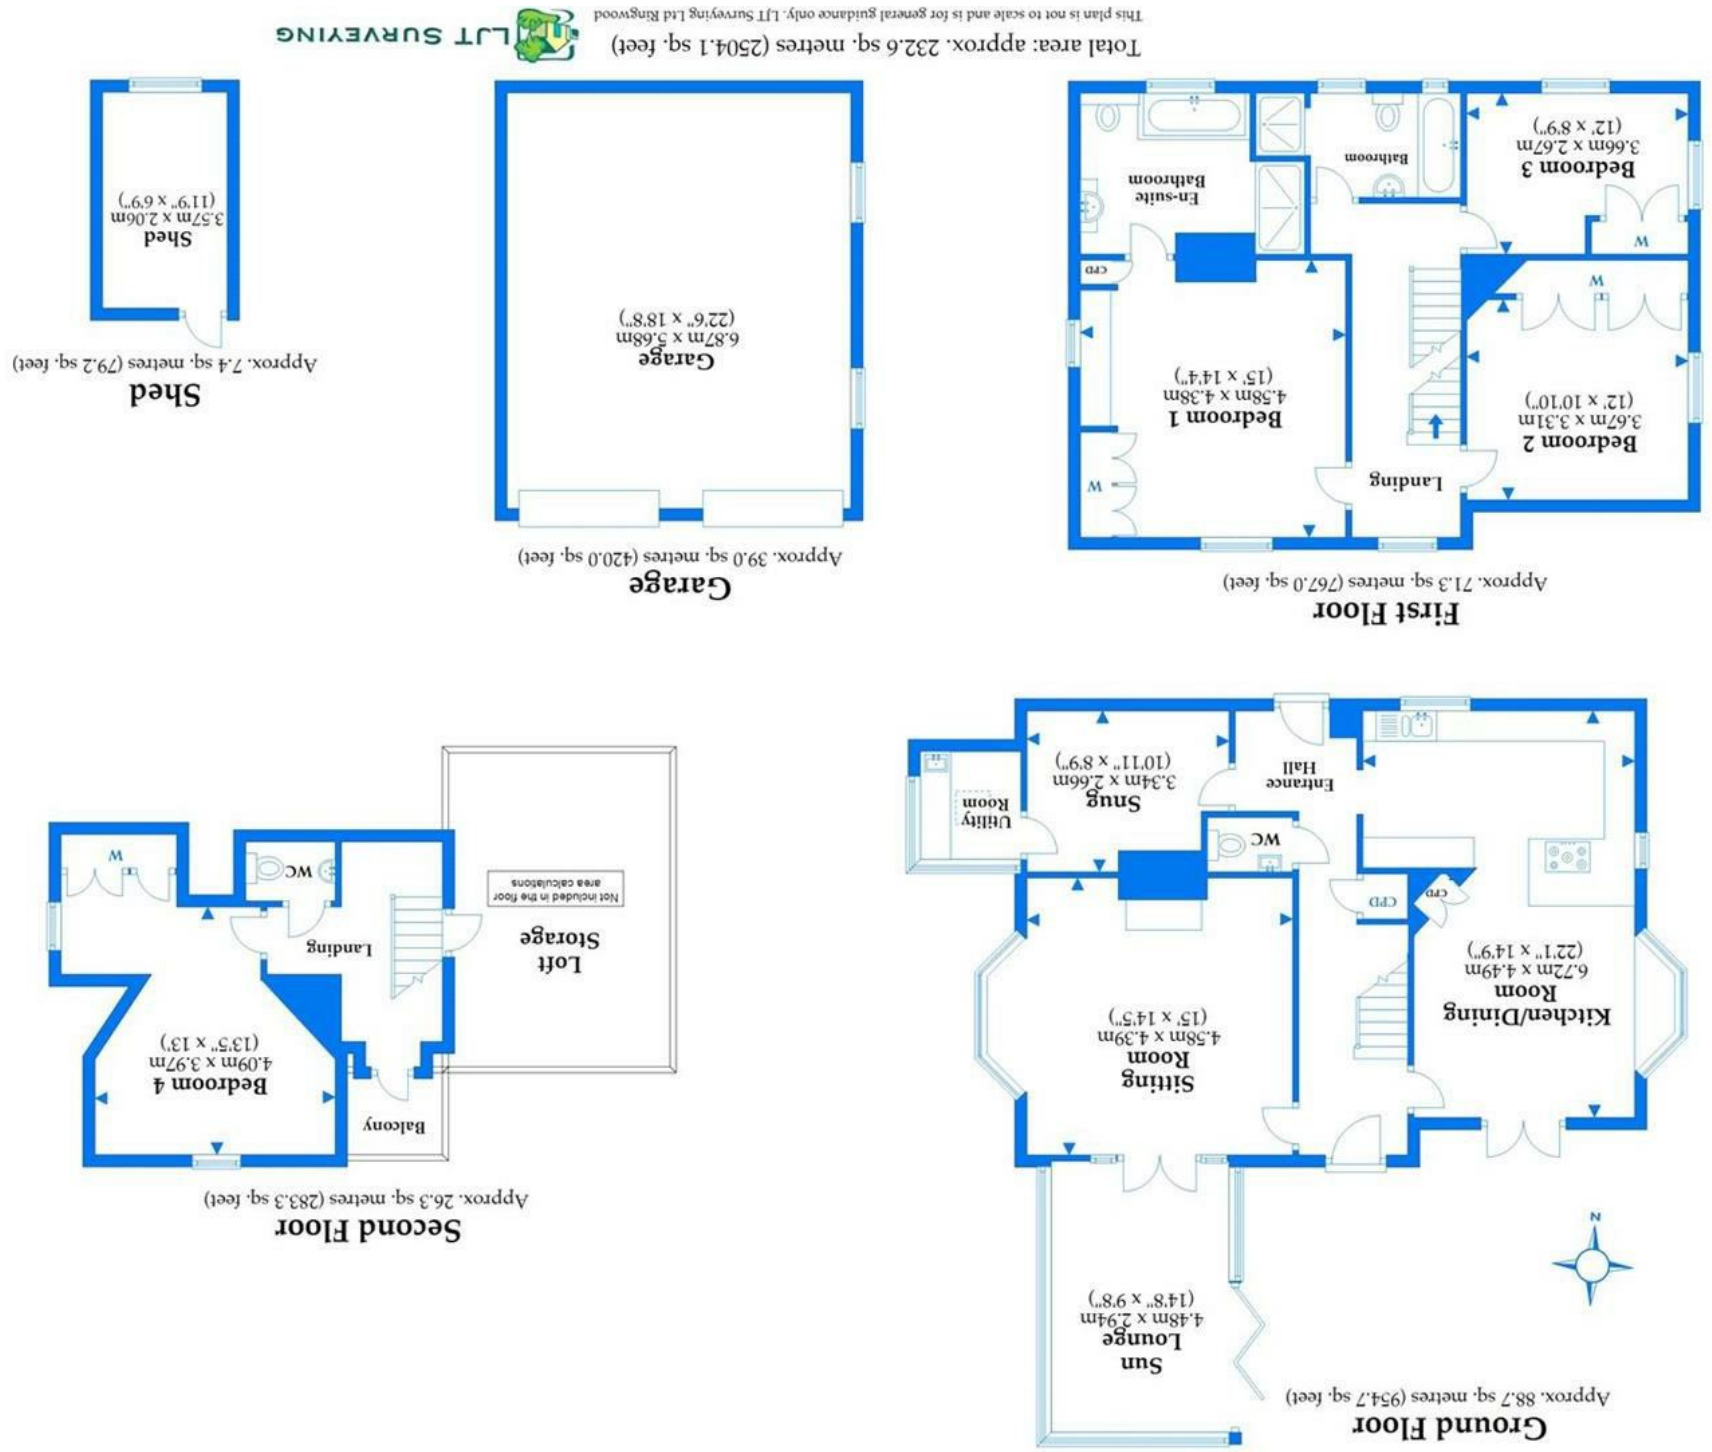 Ground Floor
Approx. 88.7 sq. metres (954.7 sq. feet)
Sun
Lounge
4.48m x 2.94m
(14'8" x 9'8")
N
Sitting
Room
4.58m x 4.39m
(15' x 14'5")
Kitchen/Dining
Room
6.72m x 4.49m
(22'1" x 14'9")
CPD
CPD
WC
Utility
Room
Snug
3.34m x 2.66m
(10'11" x 8'9")
Entrance
Hall
Second Floor
Approx. 26.3 sq. metres (283.3 sq. feet)
Balcony
Bedroom 4
4.09m x 3.97m
(13'5" x 13')
Landing
WC
W
Loft
Storage
Not included in the floor
area calculations
First Floor
Approx. 71.3 sq. metres (767.0 sq. feet)
Landing
Bedroom 2
3.67m x 3.31m
(12' x 10'10")
W
Bedroom 1
4.58m x 4.38m
(15' x 14'4")
W
CPD
W
Bedroom 3
3.66m x 2.67m
(12' x 8'9")
Bathroom
En-suite
Bathroom
Garage
Approx. 39.0 sq. metres (420.0 sq. feet)
Garage
6.87m x 5.68m
(22'6" x 18'8")
Shed
Approx. 7.4 sq. metres (79.2 sq. feet)
Shed
3.57m x 2.06m
(11'9" x 6'9")
Total area: approx. 232.6 sq. metres (2504.1 sq. feet)
This plan is not to scale and is for general guidance only. LJT Surveying Ltd Ringwood
LJT SURVEYING